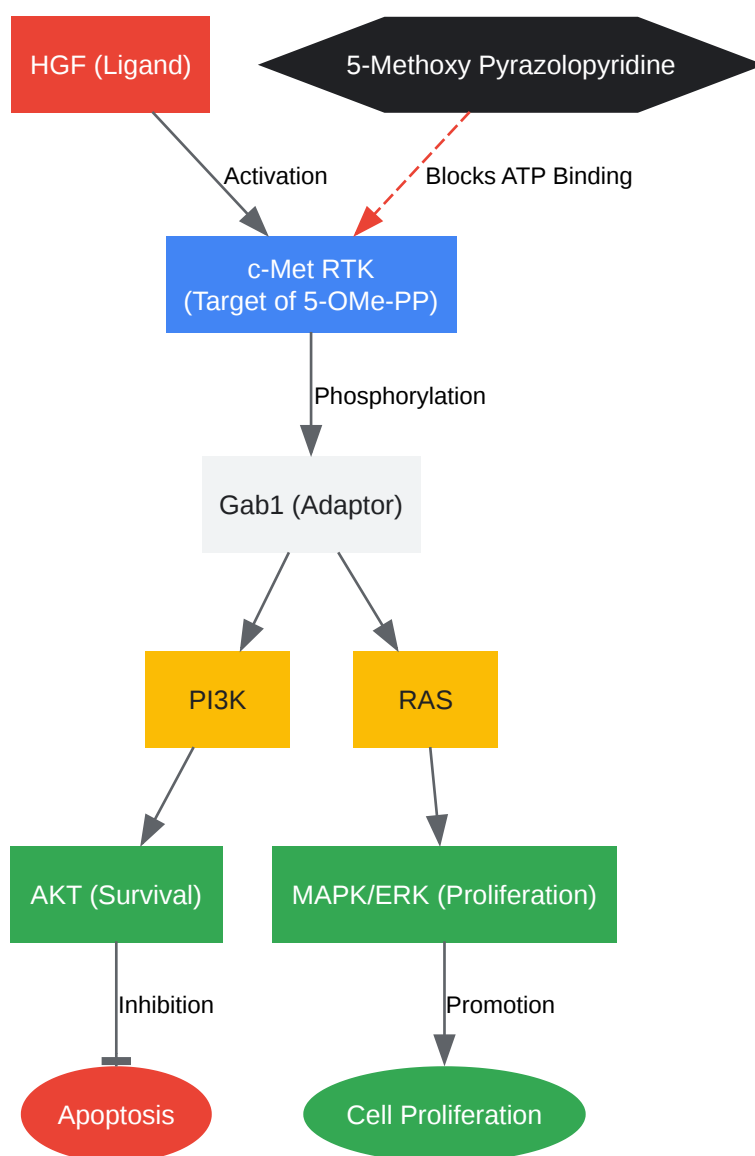 HGF (Ligand)
5-Methoxy Pyrazolopyridine
Activation
Blocks ATP Binding
c-Met RTK
(Target of 5-OMe-PP)
Phosphorylation
Gab1 (Adaptor)
PI3K
RAS
AKT (Survival)
MAPK/ERK (Proliferation)
Inhibition
Promotion
Apoptosis
Cell Proliferation